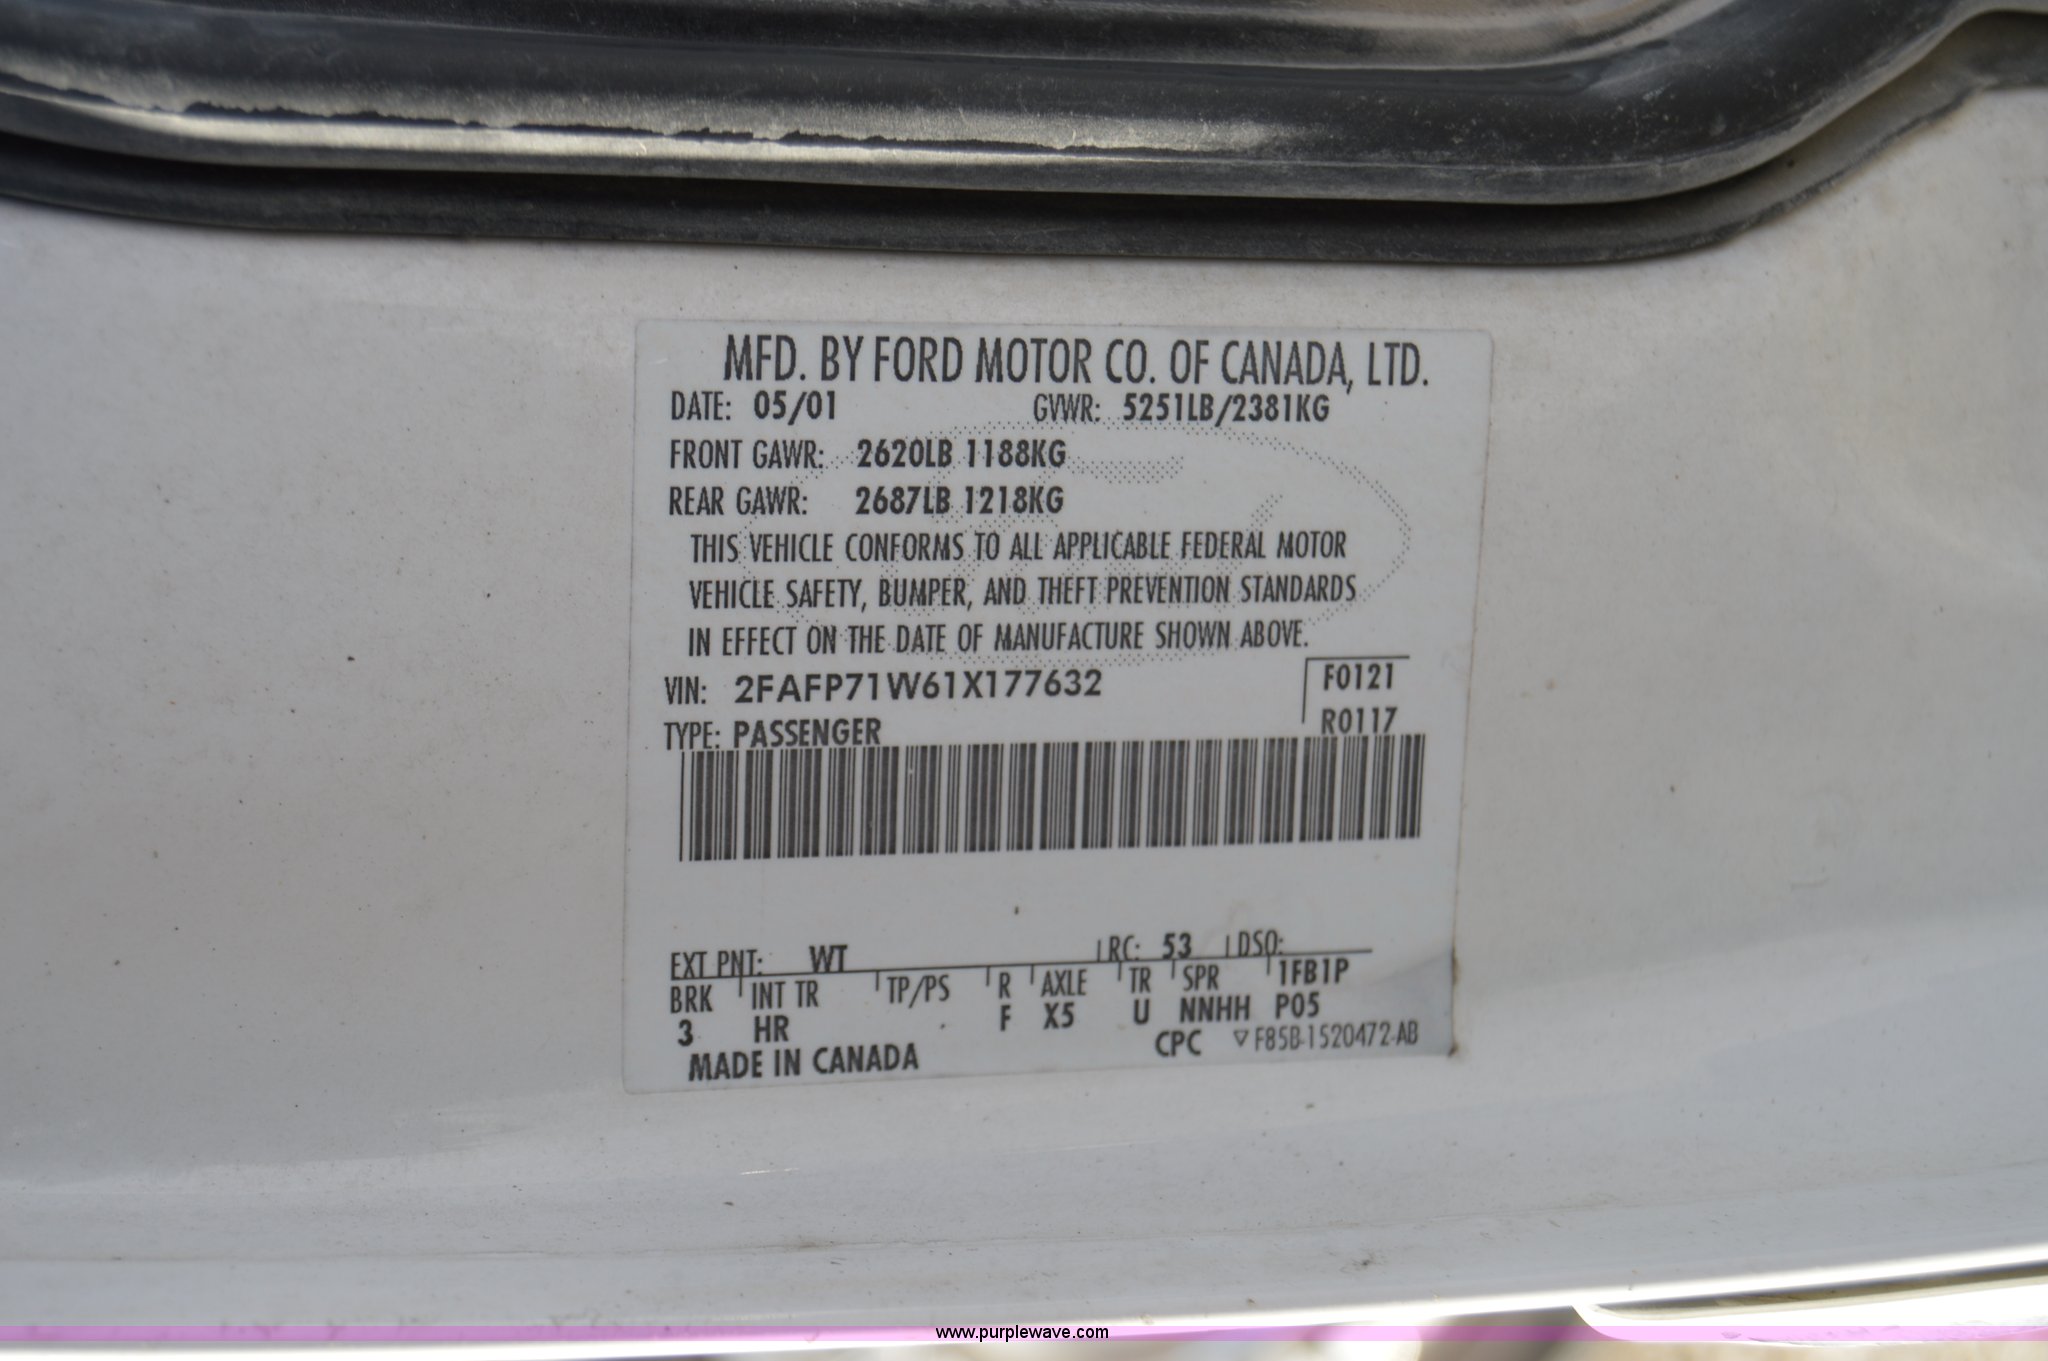 MFD. BY FORD MOTOR CO. OF CANADA, LTD.
DATE: 05/01 GVWR: 5251LB/2381KG
FRONT GAWR: 2620LB 1188KG
REAR GAWR: 2687LB 1218KG
THIS VEHICLE CONFORMS TO ALL APPLICABLE FEDERAL MOTOR
VEHICLE SAFETY, BUMPER, AND THEFT PREVENTION STANDARDS
IN EFFECT ON THE DATE OF MANUFACTURE SHOWN ABOVE.
VIN: 2FAFP71W61X177632 F0121
TYPE: PASSENGER R0117
EXT PNT: WT RC: 53 DSO:
BRK INT TR TP/PS R AXLE TR SPR 1FB1P
3 HR F X5 U NNHH P05
MADE IN CANADA CPC ▽F85B-1520472-AB
www.purplewave.com